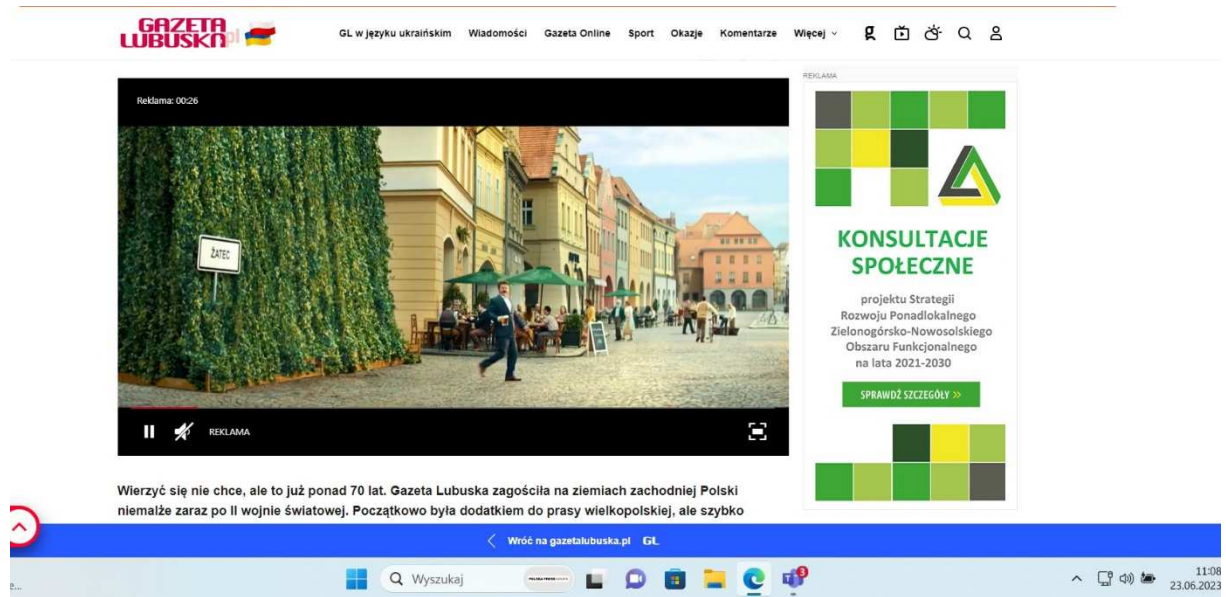 GAZETA
LUBUSKA.pl
GL w języku ukraińskim Wiadomości Gazeta Online Sport Okazje Komentarze Więcej
REKLAMA
Reklama: 00:26
ŻATEC
REKLAMA
KONSULTACJE
SPOŁECZNE
projektu Strategii
Rozwoju Ponadlokalnego
Zielonogórsko-Nowosolskiego
Obszaru Funkcjonalnego
na lata 2021-2030
SPRAWDŹ SZCZEGÓŁY »
Wierzyć się nie chce, ale to już ponad 70 lat. Gazeta Lubuska zagościła na ziemiach zachodniej Polski
niemalże zaraz po II wojnie światowej. Początkowo była dodatkiem do prasy wielkopolskiej, ale szybko
Wróć na gazetalubuska.pl GL
Wyszukaj
3
11:08
23.06.2023